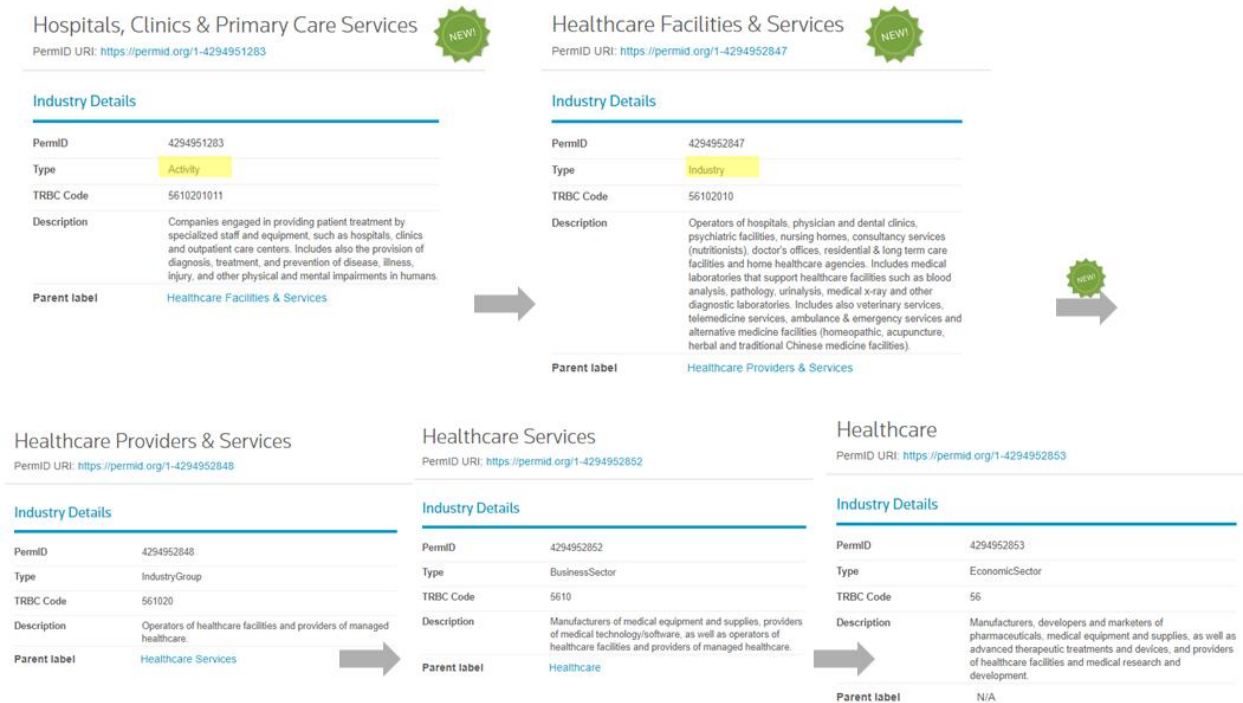 Hospitals, Clinics & Primary Care Services
NEW!
PermID URI: https://permid.org/1-4294951283
Industry Details
PermID 4294951283
Type Activity
TRBC Code 5610201011
Description Companies engaged in providing patient treatment by
specialized staff and equipment, such as hospitals, clinics
and outpatient care centers. Includes also the provision of
diagnosis, treatment, and prevention of disease, illness,
injury, and other physical and mental impairments in humans.
Parent label Healthcare Facilities & Services
Healthcare Facilities & Services
NEW!
PermID URI: https://permid.org/1-4294952847
Industry Details
PermID 4294952847
Type Industry
TRBC Code 56102010
Description Operators of hospitals, physician and dental clinics,
psychiatric facilities, nursing homes, consultancy services
(nutritionists), doctor's offices, residential & long term care
facilities and home healthcare agencies. Includes medical
laboratories that support healthcare facilities such as blood
analysis, pathology, urinalysis, medical x-ray and other
diagnostic laboratories. Includes also veterinary services,
telemedicine services, ambulance & emergency services and
alternative medicine facilities (homeopathic, acupuncture,
herbal and traditional Chinese medicine facilities).
Parent label Healthcare Providers & Services
NEW!
Healthcare Providers & Services
PermID URI: https://permid.org/1-4294952848
Industry Details
PermID 4294952848
Type IndustryGroup
TRBC Code 561020
Description Operators of healthcare facilities and providers of managed
healthcare.
Parent label Healthcare Services
Healthcare Services
PermID URI: https://permid.org/1-4294952852
Industry Details
PermID 4294952852
Type BusinessSector
TRBC Code 5610
Description Manufacturers of medical equipment and supplies, providers
of medical technology/software, as well as operators of
healthcare facilities and providers of managed healthcare.
Parent label Healthcare
Healthcare
PermID URI: https://permid.org/1-4294952853
Industry Details
PermID 4294952853
Type EconomicSector
TRBC Code 56
Description Manufacturers, developers and marketers of
pharmaceuticals, medical equipment and supplies, as well as
advanced therapeutic treatments and devices, and providers
of healthcare facilities and medical research and
development.
Parent label N/A